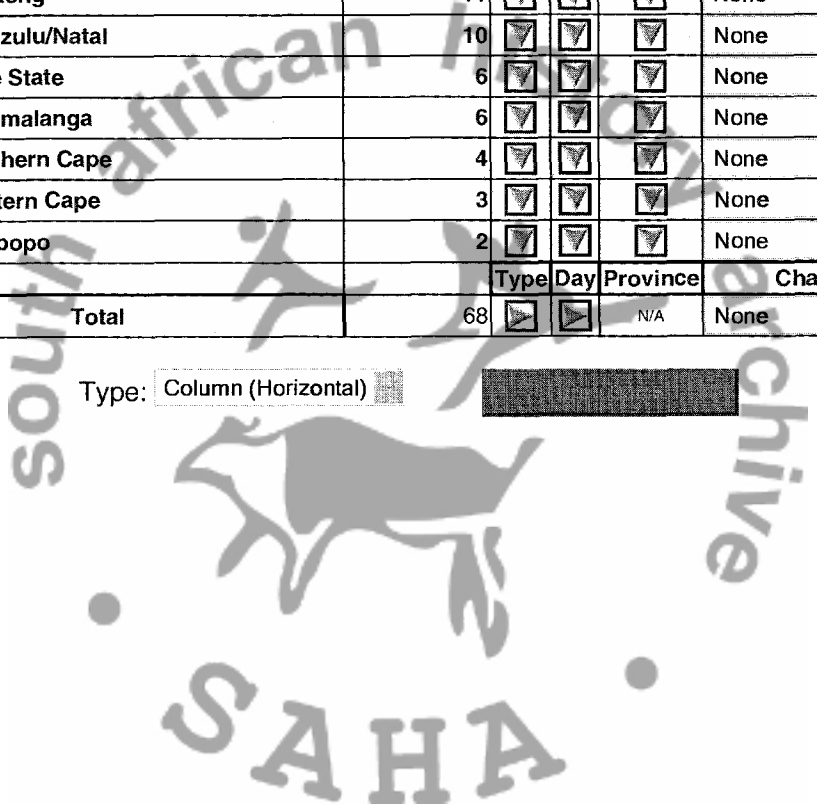 zulu/Natal 10 None
State 6 None
malanga 6 None
hern Cape 4 None
tern Cape 3 None
popo 2 None
Type Day Province Cha
Total 68 N/A None
Type: Column (Horizontal)
south african history archive
SAHA